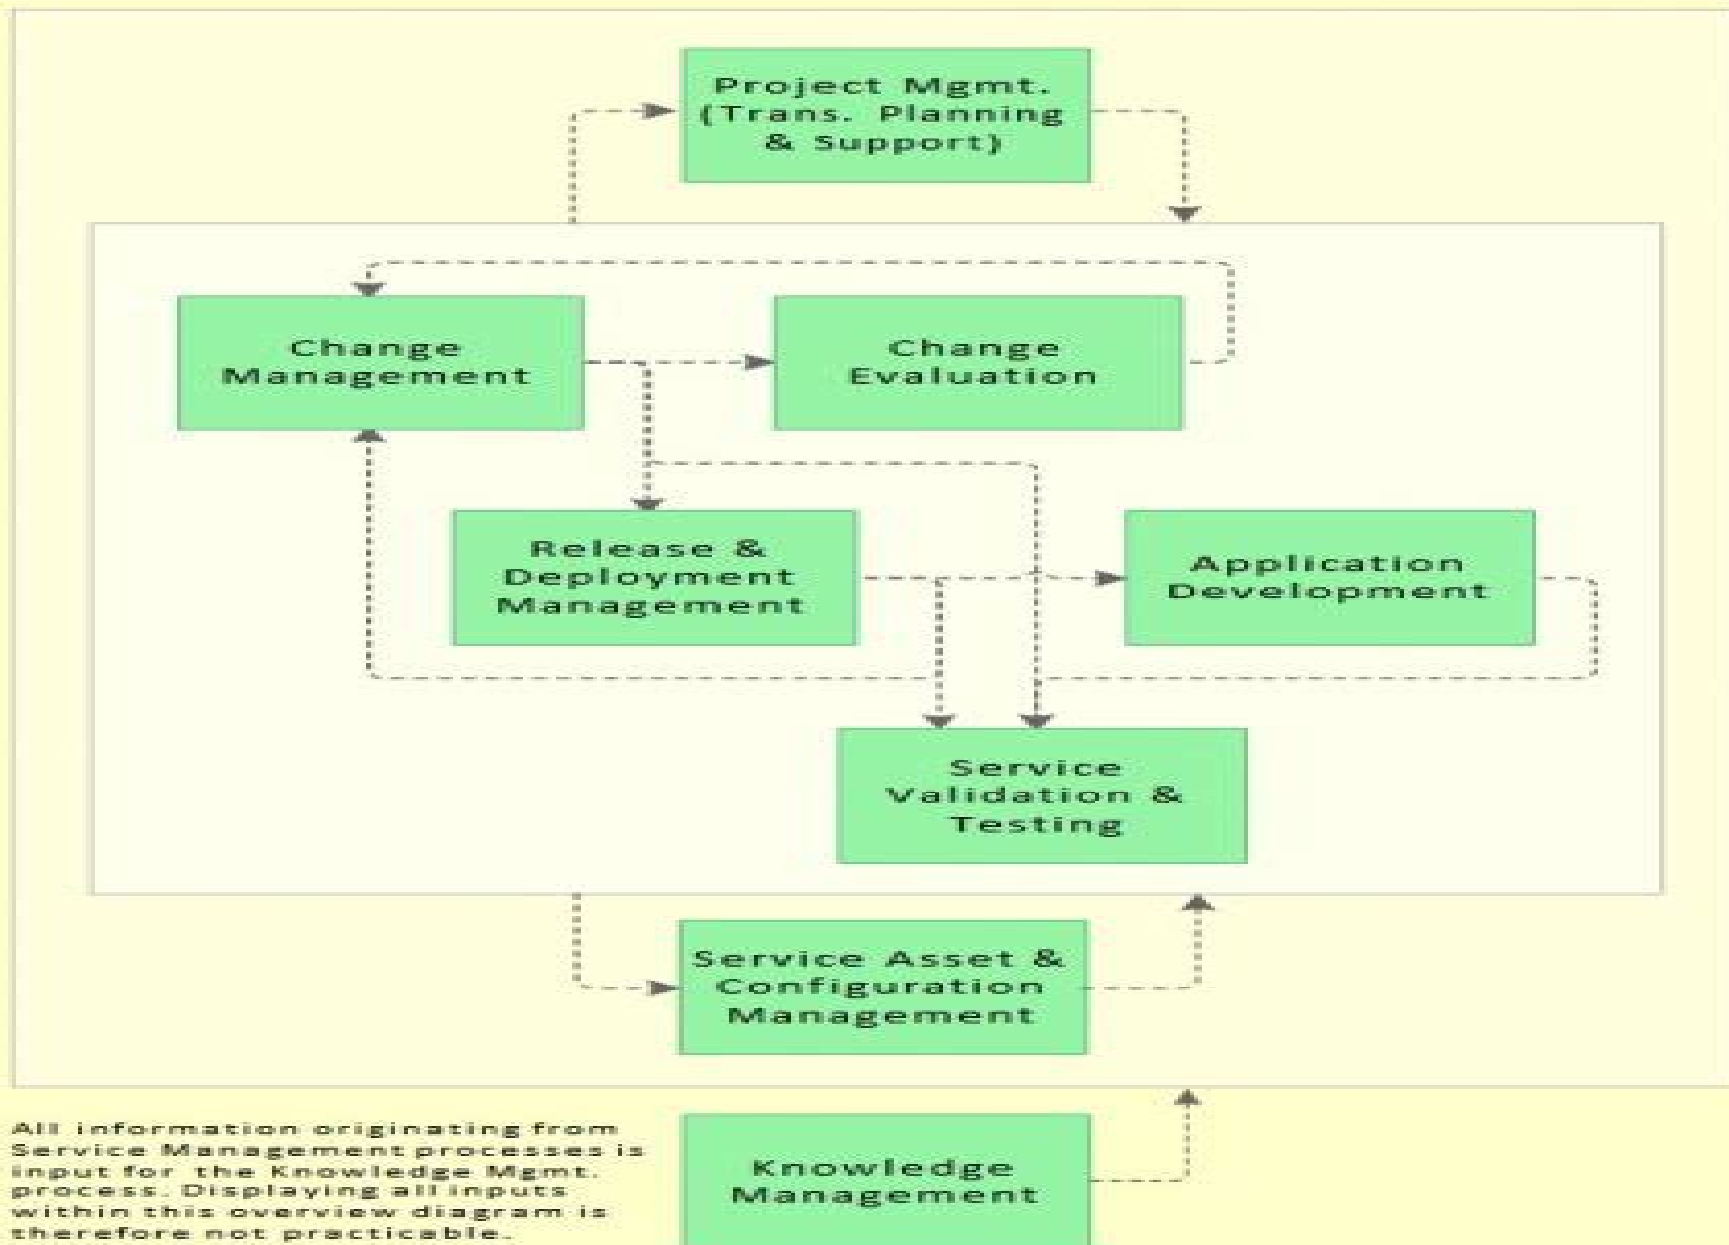 Project Mgmt.
(Trans. Planning
& Support)
Change
Management
Change
Evaluation
Release &
Deployment
Management
Application
Development
Service
Validation &
Testing
Service Asset &
Configuration
Management
All information originating from
Service Management processes is
input for the Knowledge Mgmt.
process. Displaying all inputs
within this overview diagram is
therefore not practicable.
Knowledge
Management